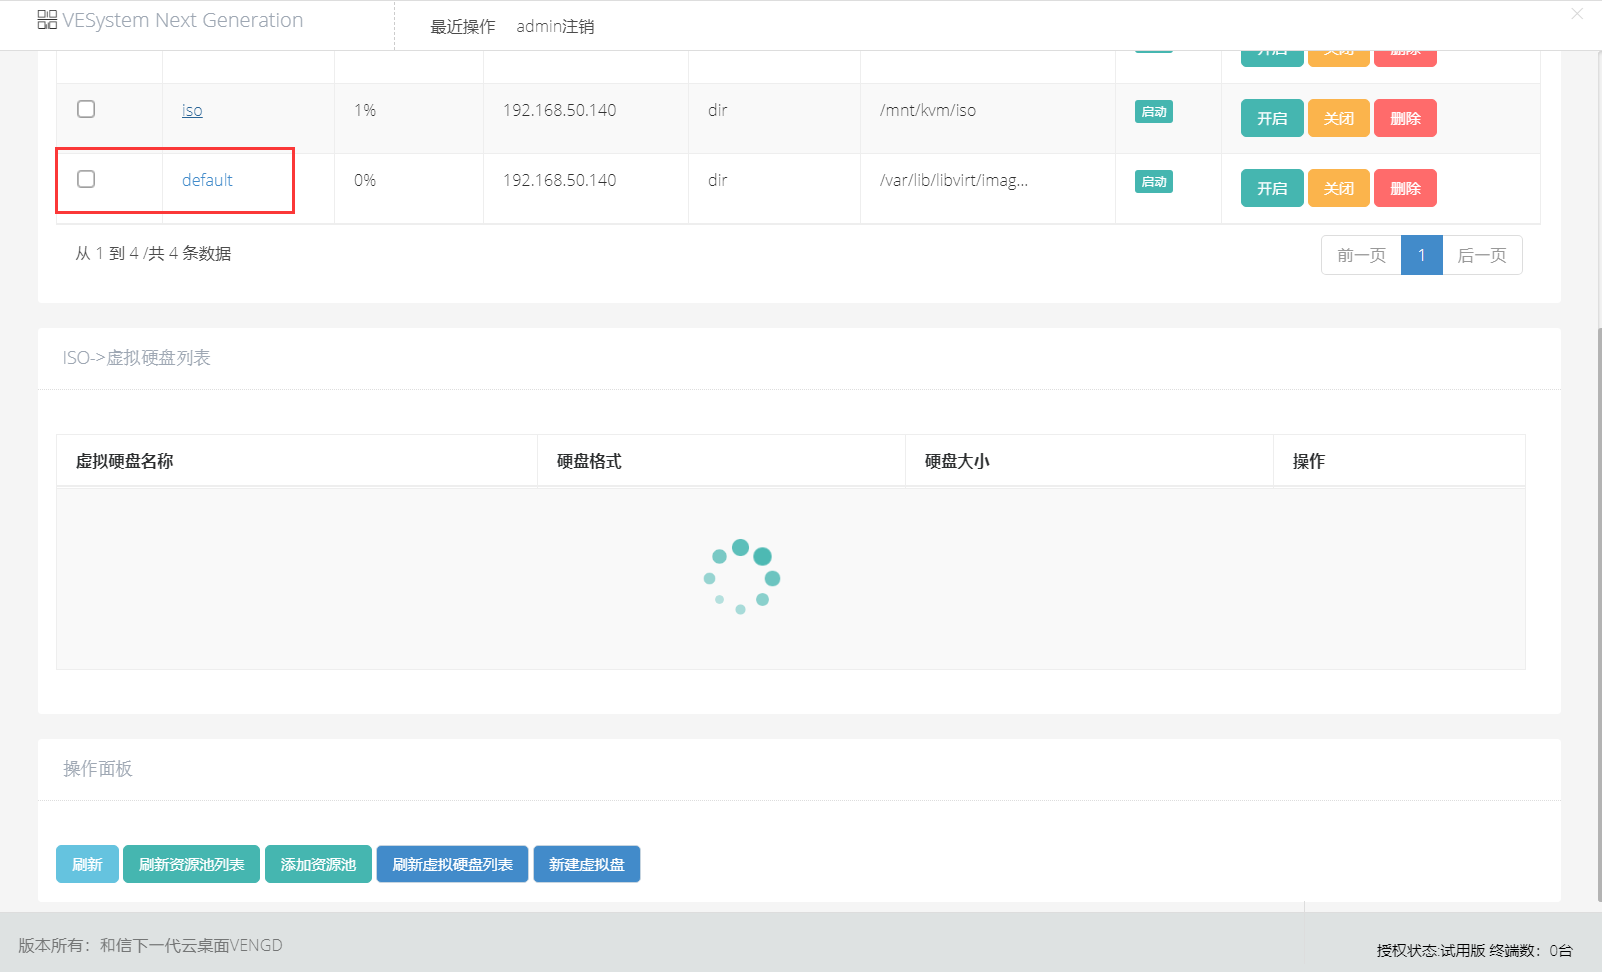 VESystem Next Generation
最近操作 admin注销
开启 关闭 删除
iso 1% 192.168.50.140 dir /mnt/kvm/iso 启动 开启 关闭 删除
default 0% 192.168.50.140 dir /var/lib/libvirt/imag... 启动 开启 关闭 删除
从 1 到 4 /共 4 条数据
前一页 1 后一页
ISO->虚拟硬盘列表
虚拟硬盘名称 硬盘格式 硬盘大小 操作
操作面板
刷新 刷新资源池列表 添加资源池 刷新虚拟硬盘列表 新建虚拟盘
版本所有：和信下一代云桌面VENGD
授权状态:试用版 终端数：0台